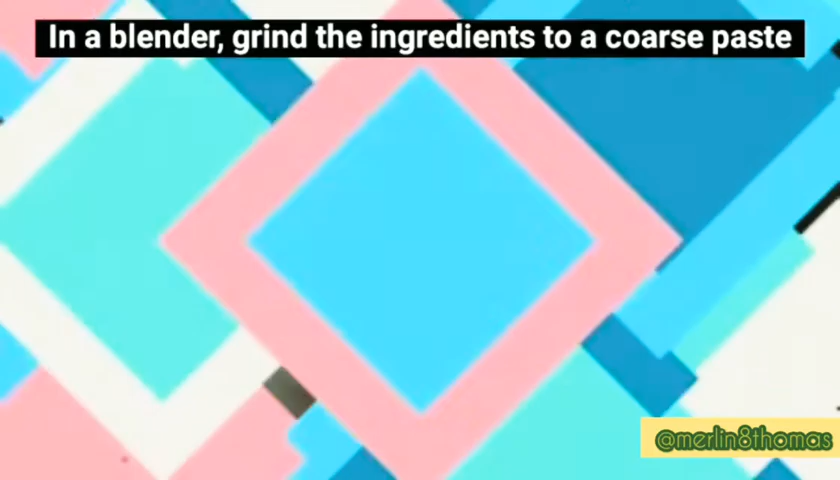 In a blender, grind the ingredients to a coarse paste
@merlin8thomas